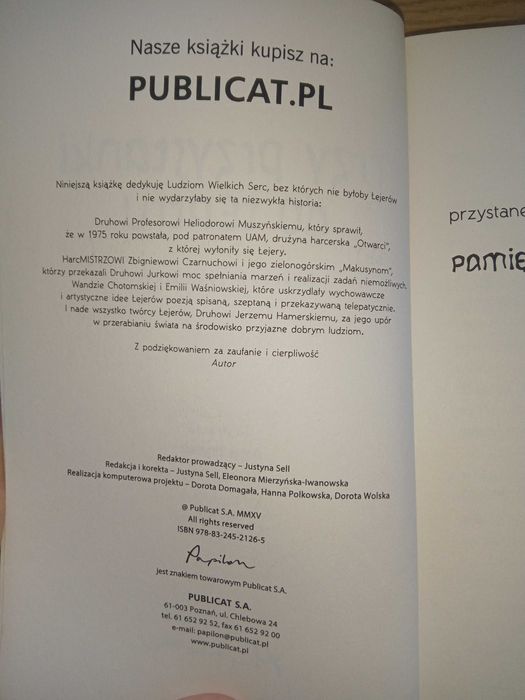 Nasze książki kupisz na:
PUBLICAT.PL
Niniejszą książkę dedykuję Ludziom Wielkich Serc, bez których nie byłoby Łejerów
i nie wydarzyłaby się ta niezwykła historia:
Druhowi Profesorowi Heliodorowi Muszyńskiemu, który sprawił,
że w 1975 roku powstała, pod patronatem UAM, drużyna harcerska „Otwarci”,
z której wyłoniły się Łejery.
HarcMISTRZOWI Zbigniewowi Czarnuchowi i jego zielonogórskim „Makusynom”,
którzy przekazali Druhowi Jurkowi moc spełniania marzeń i realizacji zadań niemożliwych.
Wandzie Chotomskiej i Emilii Waśniowskiej, które uskrzydlały wychowawcze
i artystyczne idee Łejerów poezją spisaną, szeptaną i przekazywaną telepatycznie.
I nade wszystko twórcy Łejerów, Druhowi Jerzemu Hamerskiemu, za jego upór
w przerabianiu świata na środowisko przyjazne dobrym ludziom.
Z podziękowaniem za zaufanie i cierpliwość
Autor
Redaktor prowadzący – Justyna Sell
Redakcja i korekta – Justyna Sell, Eleonora Mierzyńska-Iwanowska
Realizacja komputerowa projektu – Dorota Domagała, Hanna Polkowska, Dorota Wolska
© Publicat S.A. MMXV
All rights reserved
ISBN 978-83-245-2126-5
Papilon
jest znakiem towarowym Publicat S.A.
PUBLICAT S.A.
61-003 Poznań, ul. Chlebowa 24
tel. 61 652 92 52, fax 61 652 92 00
e-mail: papilon@publicat.pl
www.publicat.pl
przystane
pamię